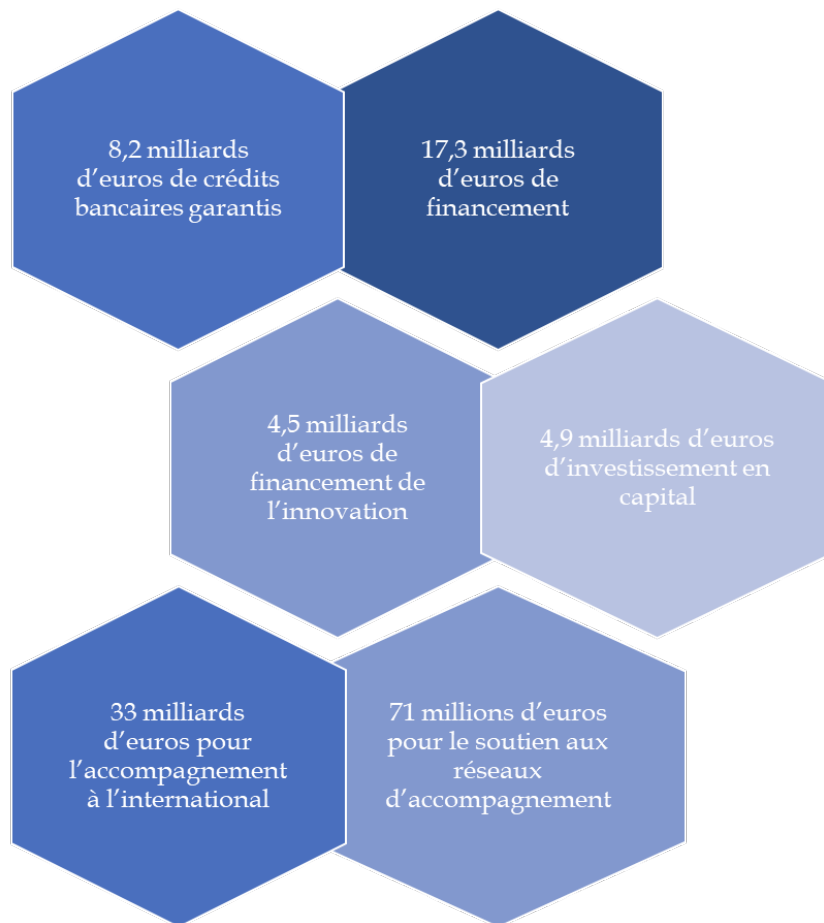 8,2 milliards
d’euros de crédits
bancaires garantis
17,3 milliards
d’euros de
financement
4,5 milliards
d’euros de
financement de
l’innovation
4,9 milliards d’euros
d’investissement en
capital
33 milliards
d’euros pour
l’accompagnement
à l’international
71 millions d’euros
pour le soutien aux
réseaux
d’accompagnement